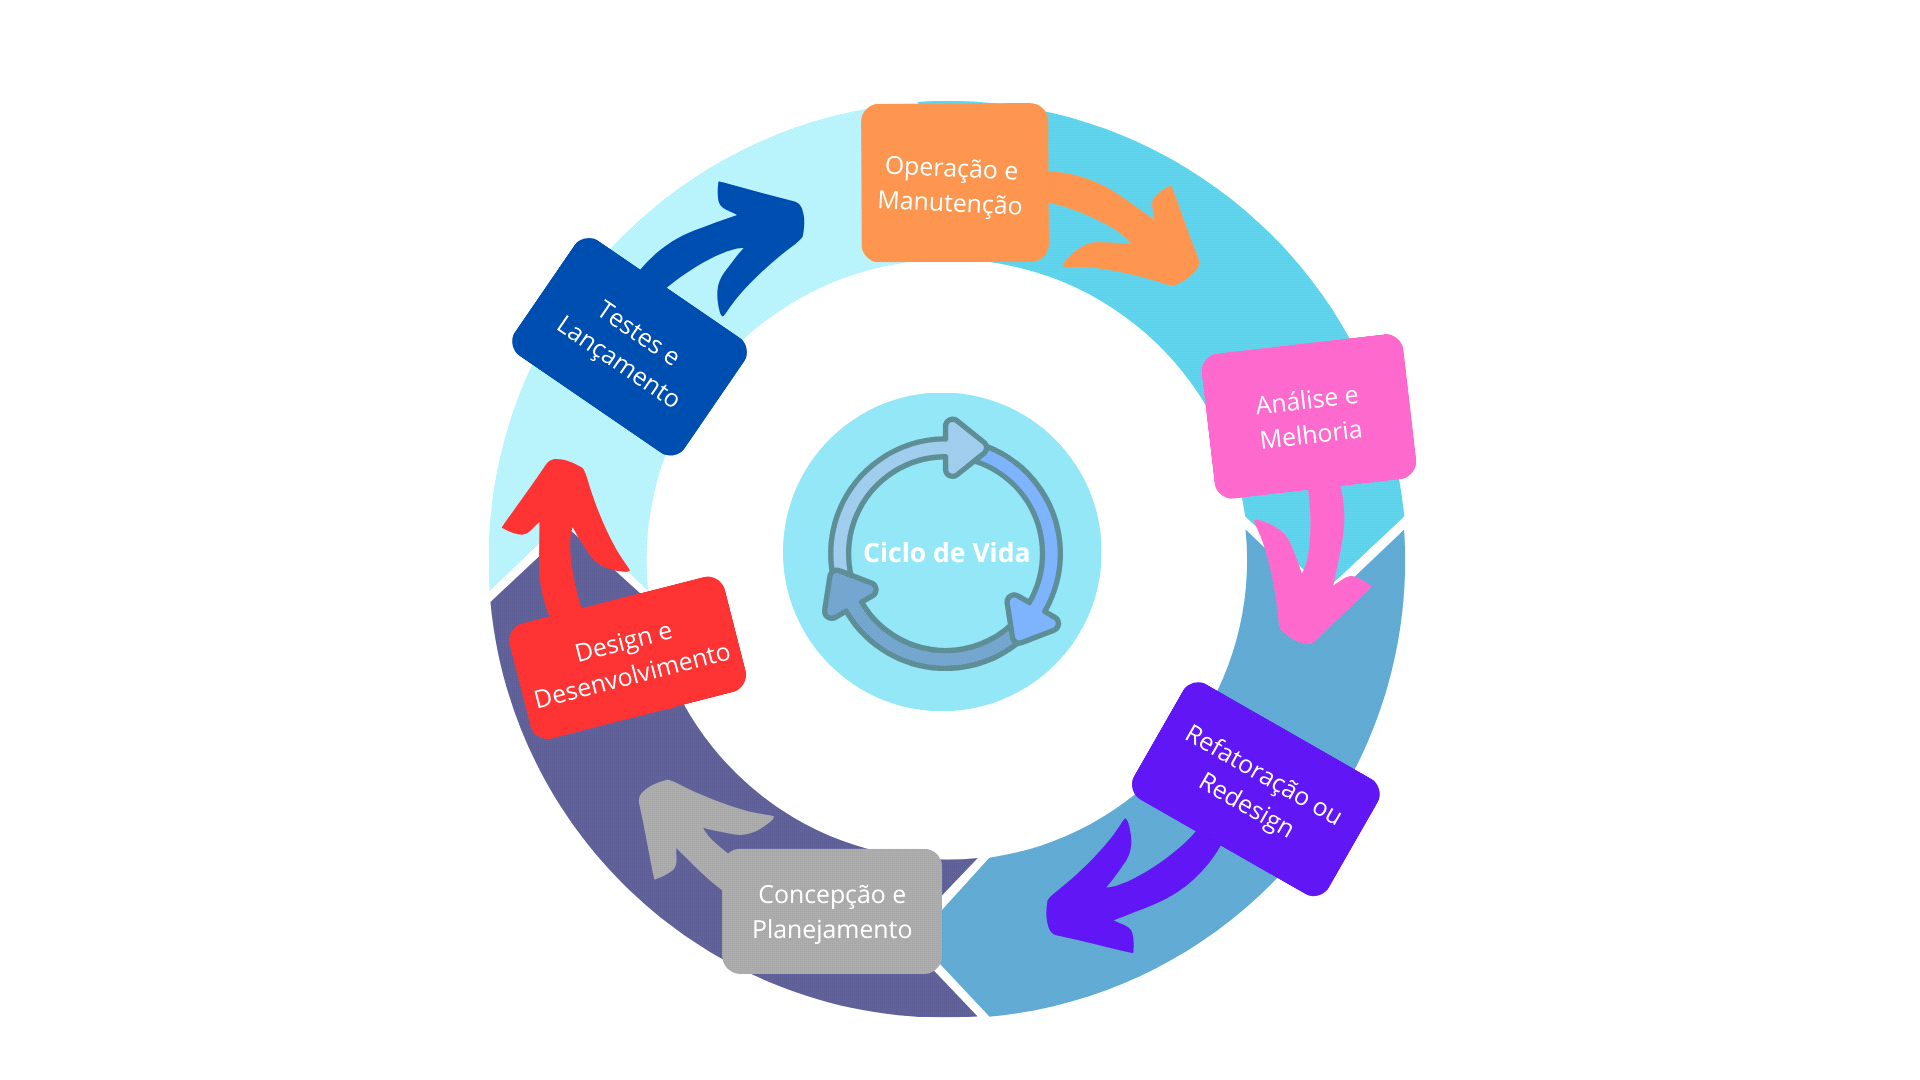 Operação e
Manutenção
Testes e
Lançamento
Análise e
Melhoria
Ciclo de Vida
Design e
Desenvolvimento
Refatoração ou
Redesign
Concepção e
Planejamento